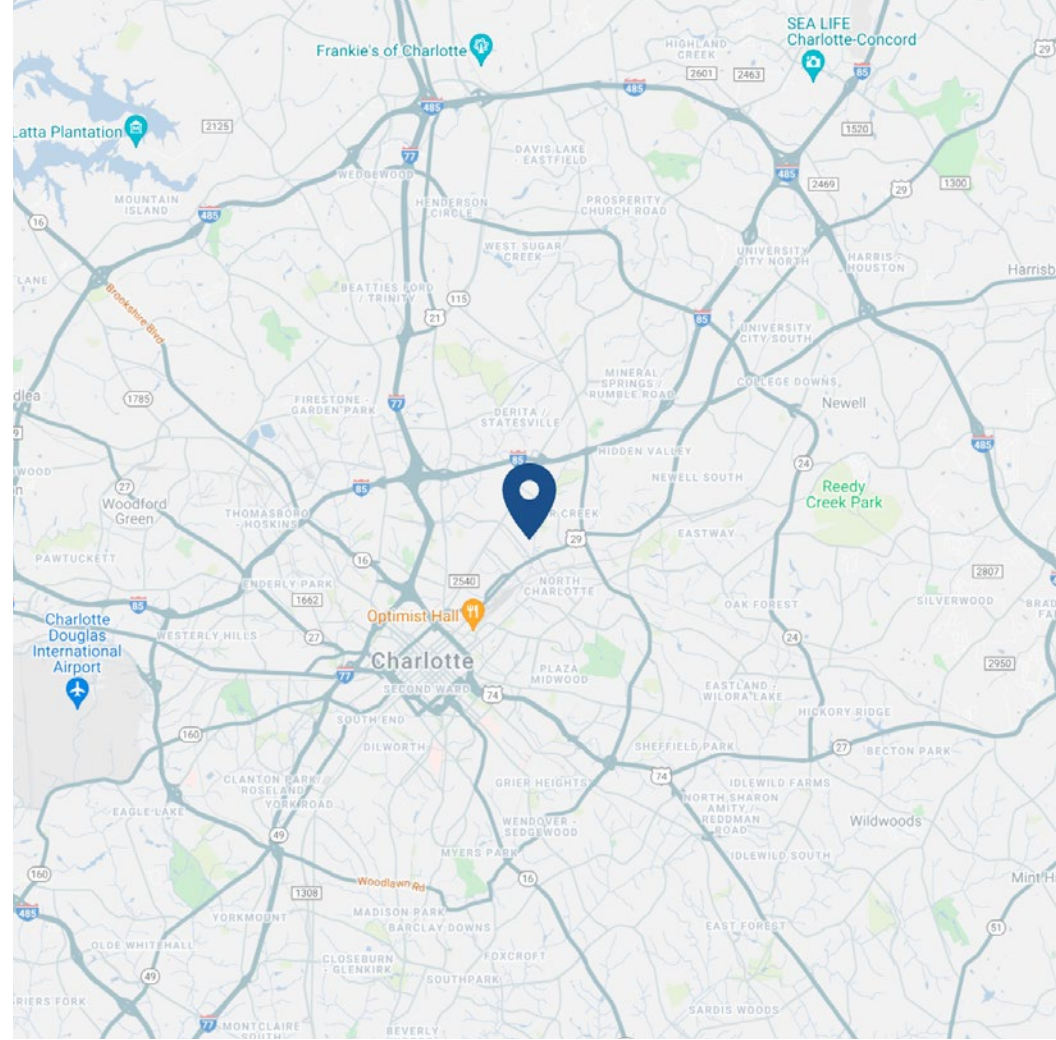 SEA LIFE
Charlotte-Concord
Frankie's of Charlotte
HIGHLAND
CREEK
29
2601
2463
85
485
485
Latta Plantation
2125
1520
77
DAVIS LAKE
- EASTFIELD
WEDGEWOOD
485
2469
29
1300
MOUNTAIN
ISLAND
HENDERSON
CIRCLE
PROSPERITY
CHURCH ROAD
16
485
WEST SUGAR
CREEK
UNIVERSITY
CITY NORTH
HARRIS -
HOUSTON
LANE
Harrisb
BEATTIES FORD
/ TRINITY
115
Brookshire Blvd
21
85
UNIVERSITY
CITY SOUTH
MINERAL
SPRINGS /
RUMBLE ROAD
COLLEGE DOWNS
dlea
1785
77
FIRESTONE -
GARDEN PARK
Newell
DERITA /
STATESVILLE
9
485
HIDDEN VALLEY
85
WOOD
24
n
27
85
NEWELL SOUTH
Reedy
Creek Park
Woodford
Green
THOMASBORO
- HOSKINS
R CREEK
29
EASTWAY
PAWTUCKETT
16
2540
NORTH
CHARLOTTE
2807
ENDERLY PARK
1662
85
Optimist Hall
OAK FOREST
SILVERWOOD
BRAD
FA
Charlotte
Douglas
International
Airport
WESTERLY HILLS
27
24
Charlotte
77
PLAZA
MIDWOOD
2950
SECOND WARD
74
EASTLAND -
WILORA LAKE
SOUTH END
HICKORY RIDGE
160
DILWORTH
SHEFFIELD PARK
27
BECTON PARK
74
CLANTON PARK /
ROSELAND
GRIER HEIGHTS
IDLEWILD FARMS
YORK ROAD
NORTH SHARON
AMITY /
REDDMAN
ROAD
EAGLE LAKE
WENDOVER -
SEDGEWOOD
Wildwoods
49
MYERS PARK
IDLEWILD SOUTH
160
16
Woodlawn Rd
Mint H
1308
485
MADISON PARK
YORKMOUNT
BARCLAY DOWNS
EAST FOREST
51
OLDE WHITEHALL
CLOSEBURN
- GLENKIRK
FOXCROFT
49
SOUTHPARK
RIERS FORK
SARDIS WOODS
77
MONTCLAIRE
SOUTH
BEVERLY